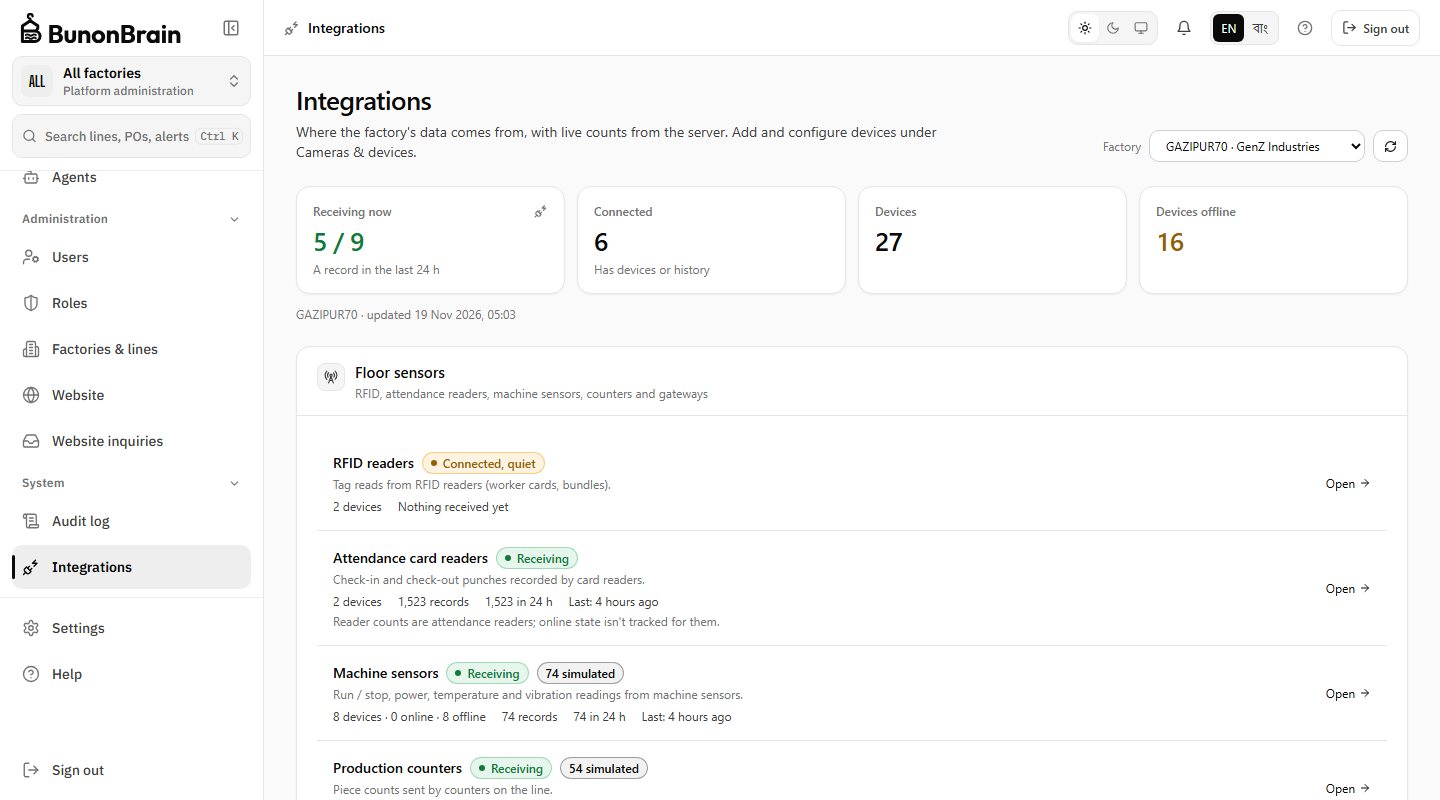 BunonBrain
ALL
All factories
Platform administration
Search lines, POs, alerts
Ctrl K
Agents
Administration
Users
Roles
Factories & lines
Website
Website inquiries
System
Audit log
Integrations
Settings
Help
Sign out
Integrations
EN
বাং
Sign out
Integrations
Where the factory's data comes from, with live counts from the server. Add and configure devices under
Cameras & devices.
Factory
GAZIPUR70 · GenZ Industries
Receiving now
5 / 9
A record in the last 24 h
Connected
6
Has devices or history
Devices
27
Devices offline
16
GAZIPUR70 · updated 19 Nov 2026, 05:03
Floor sensors
RFID, attendance readers, machine sensors, counters and gateways
RFID readers
Connected, quiet
Tag reads from RFID readers (worker cards, bundles).
2 devices Nothing received yet
Open
Attendance card readers
Receiving
Check-in and check-out punches recorded by card readers.
2 devices 1,523 records 1,523 in 24 h Last: 4 hours ago
Reader counts are attendance readers; online state isn't tracked for them.
Open
Machine sensors
Receiving
74 simulated
Run / stop, power, temperature and vibration readings from machine sensors.
8 devices · 0 online · 8 offline 74 records 74 in 24 h Last: 4 hours ago
Open
Production counters
Receiving
54 simulated
Piece counts sent by counters on the line.
Open